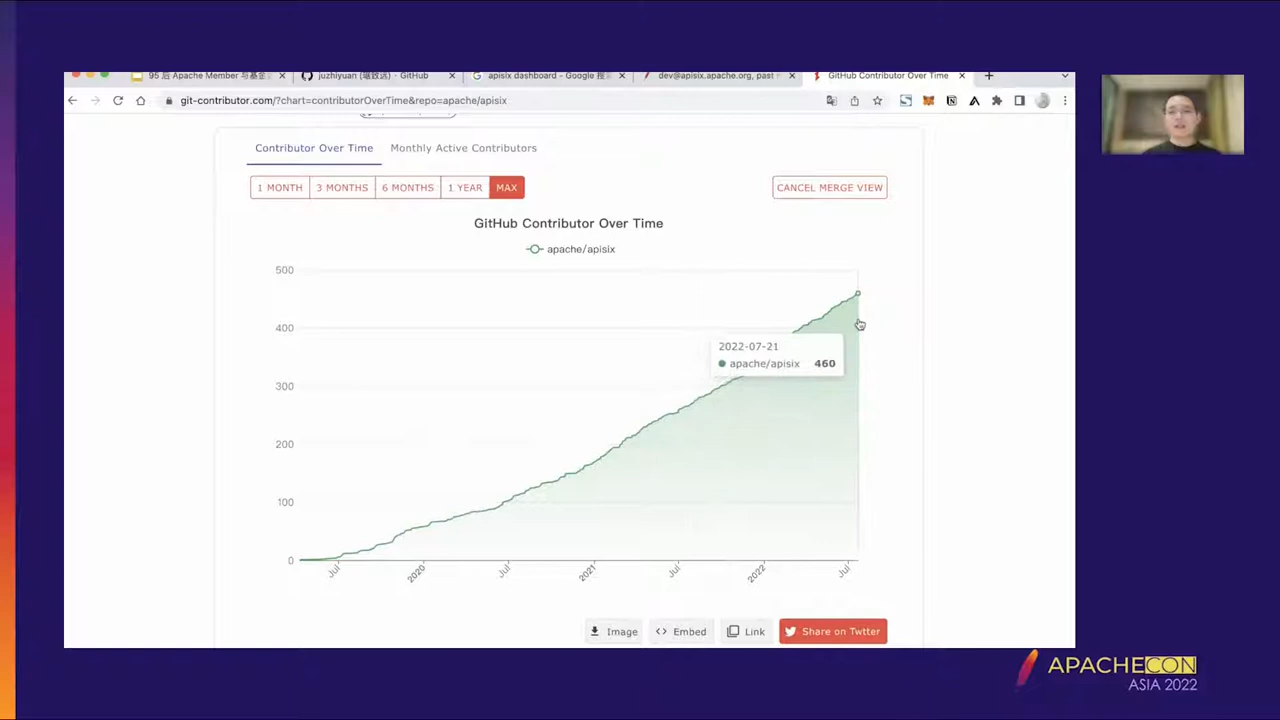 95 后 Apache Member 与基金
juzhiyuan (琚致远) · GitHub
apisix dashboard - Google 搜索
dev@apisix.apache.org, past
GitHub Contributor Over Time
git-contributor.com/?chart=contributorOverTime&repo=apache/apisix
Contributor Over Time
Monthly Active Contributors
1 MONTH
3 MONTHS
6 MONTHS
1 YEAR
MAX
CANCEL MERGE VIEW
GitHub Contributor Over Time
apache/apisix
500
400
300
200
100
0
2022-07-21
apache/apisix 460
Jul
2020
Jul
2021
Jul
2022
Jul
Image
Embed
Link
Share on Twtter
APACHECON
ASIA 2022